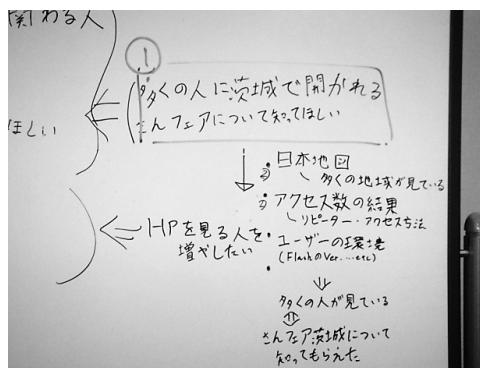 関わる人
ほしい
1
多くの人に茨城で開かれる
さんフェアについて知ってほしい
・日本地図
多くの地域が見ている
・アクセス数の結果
リピーター・アクセス方法
HPを見る人を
増やしたい
・ユーザーの環境
(FlashのVer.…etc)
・
多くの人が見ている
さんフェア茨城について
知ってもらえた